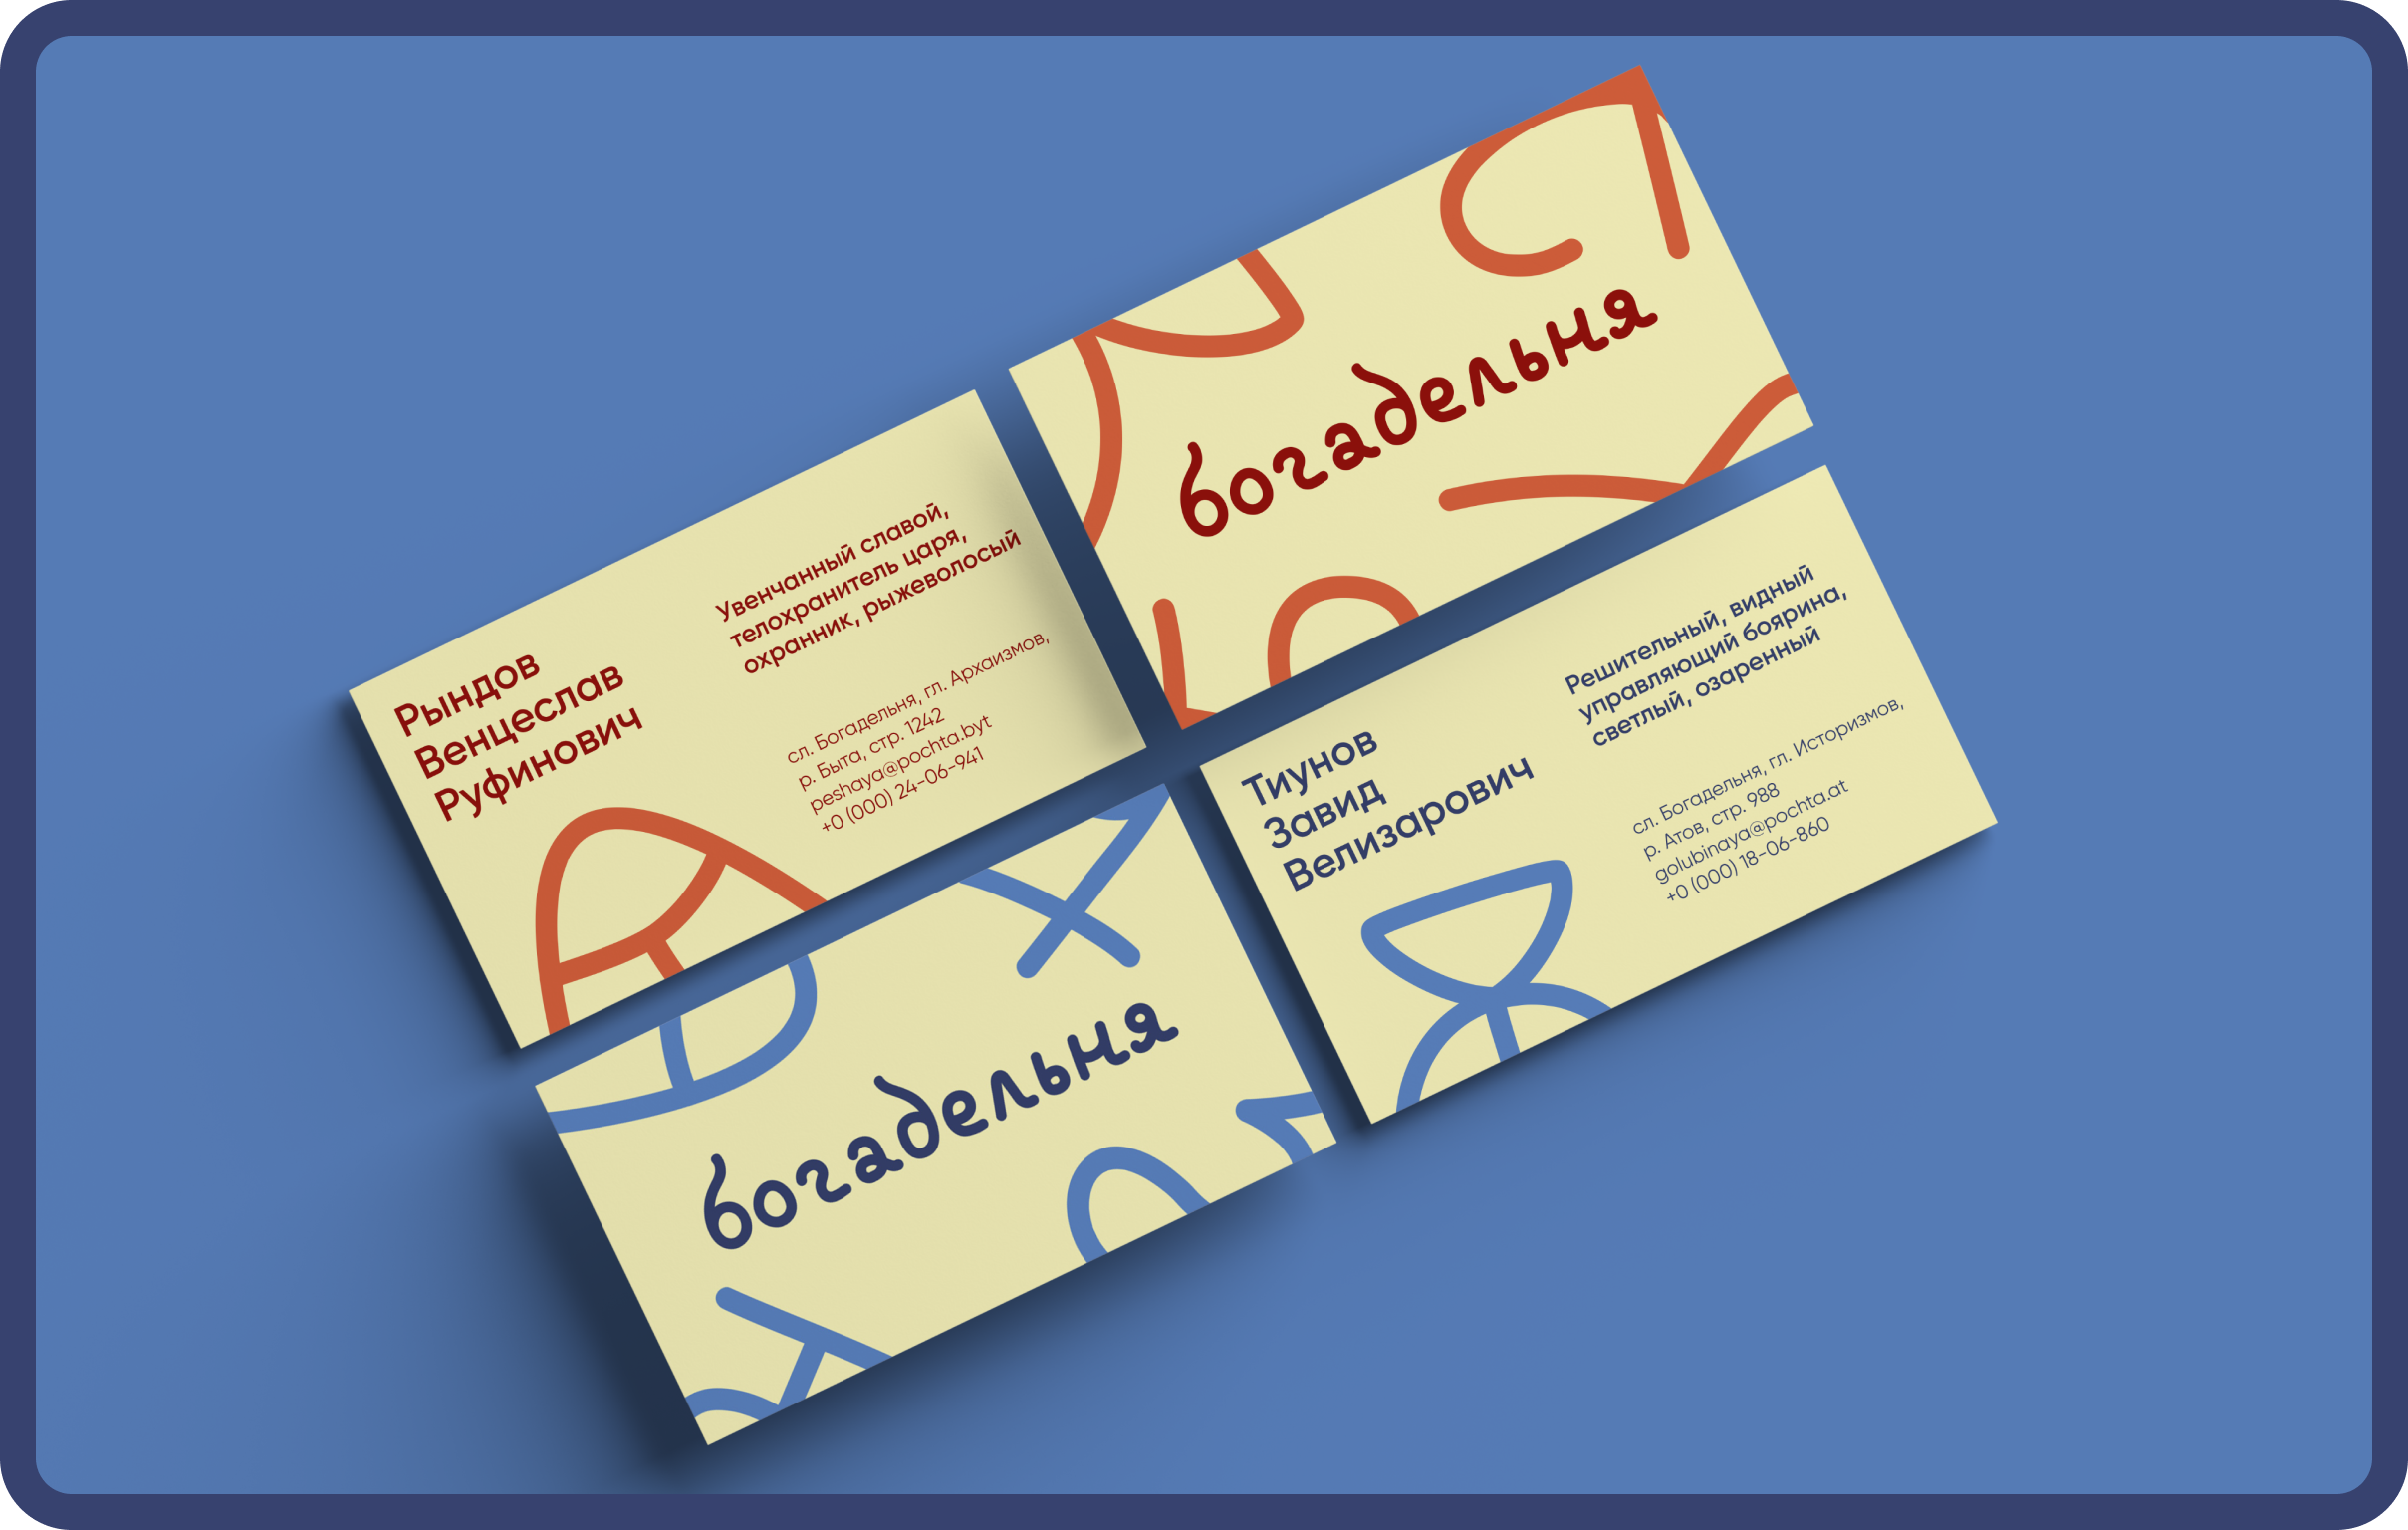 богадельня
Рындов
Венцеслав
Руфинович
Увенчанный славой,
телохранитель царя,
охранник, рыжеволосый
сл. Богадельня, гл. Архаизмов,
р. Быта, стр. 1242
peshaya@pochta.byt
+0 (000) 24-06-941
Тиунов
Завид
Велизарович
Решительный, видный
управляющий боярина,
светлый, озаренный
сл. Богадельня, гл. Историзмов,
р. Атов, стр. 988
golubinaya@pochta.at
+0 (000) 18-06-860
богадельня